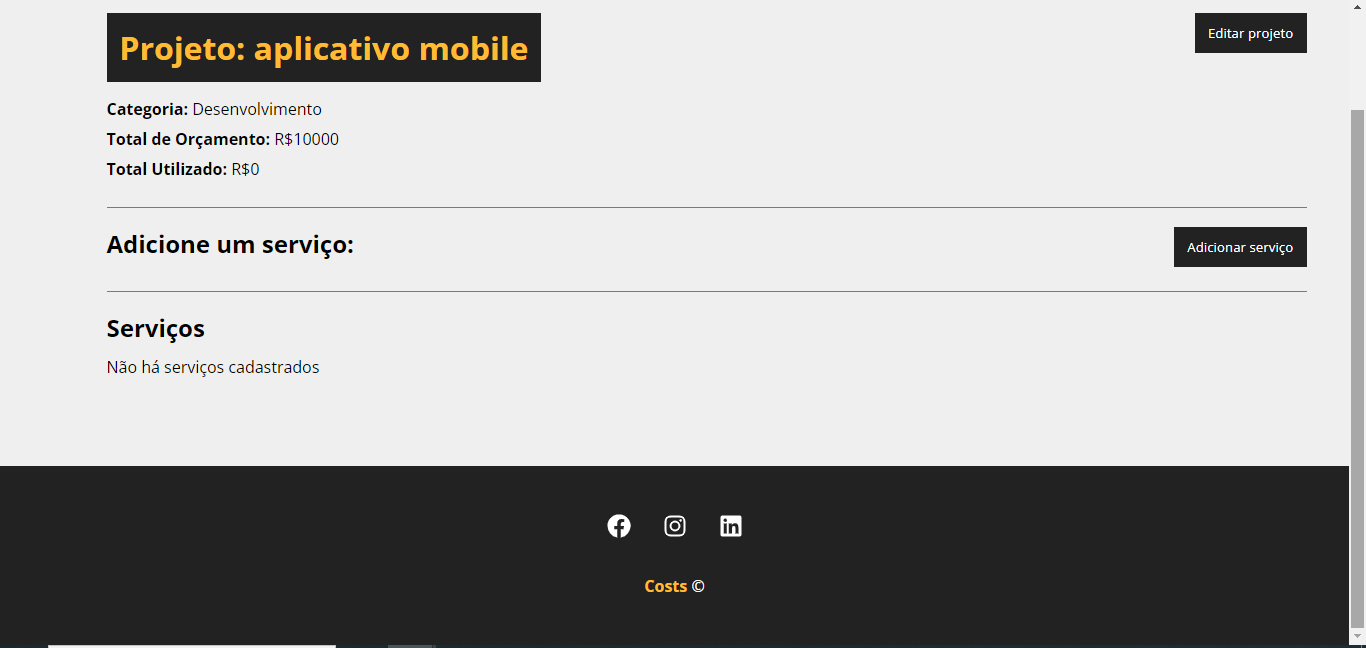 Projeto: aplicativo mobile
Editar projeto
Categoria: Desenvolvimento
Total de Orçamento: R$10000
Total Utilizado: R$0
Adicione um serviço:
Adicionar serviço
Serviços
Não há serviços cadastrados
Costs ©